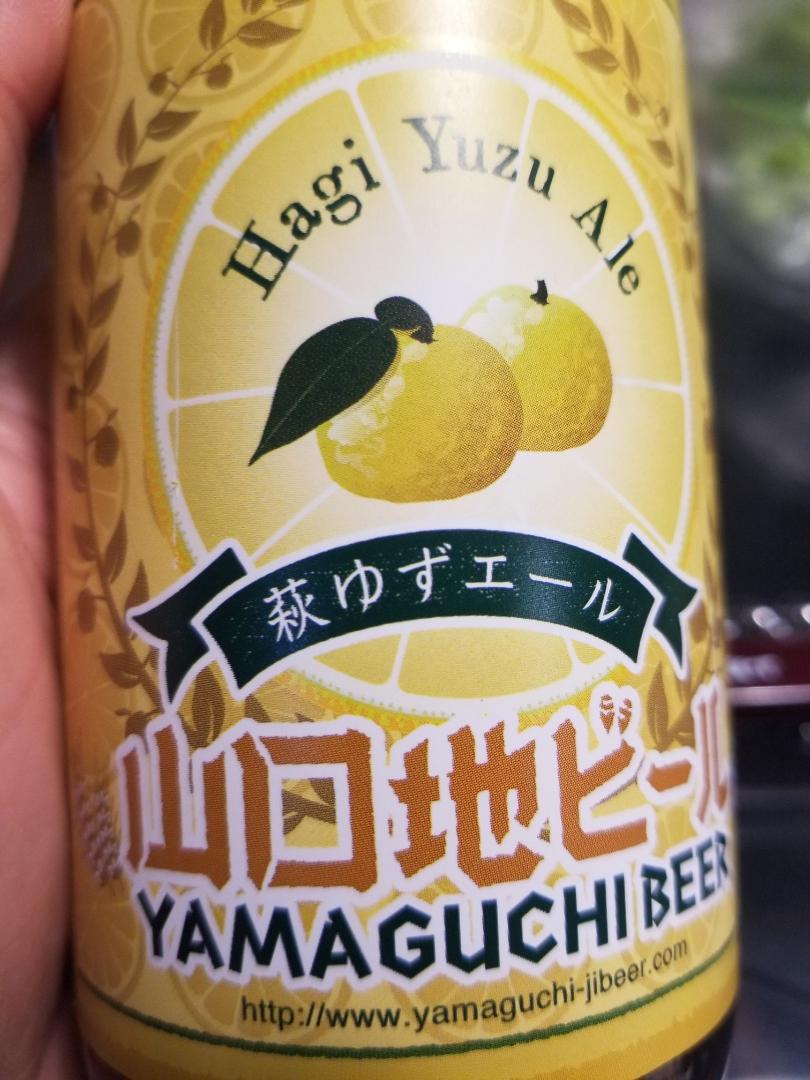 Hagi Yuzu Ale
萩ゆずエール
山口地ビール
YAMAGUCHI BEER
http://www.yamaguchi-jibeer.com